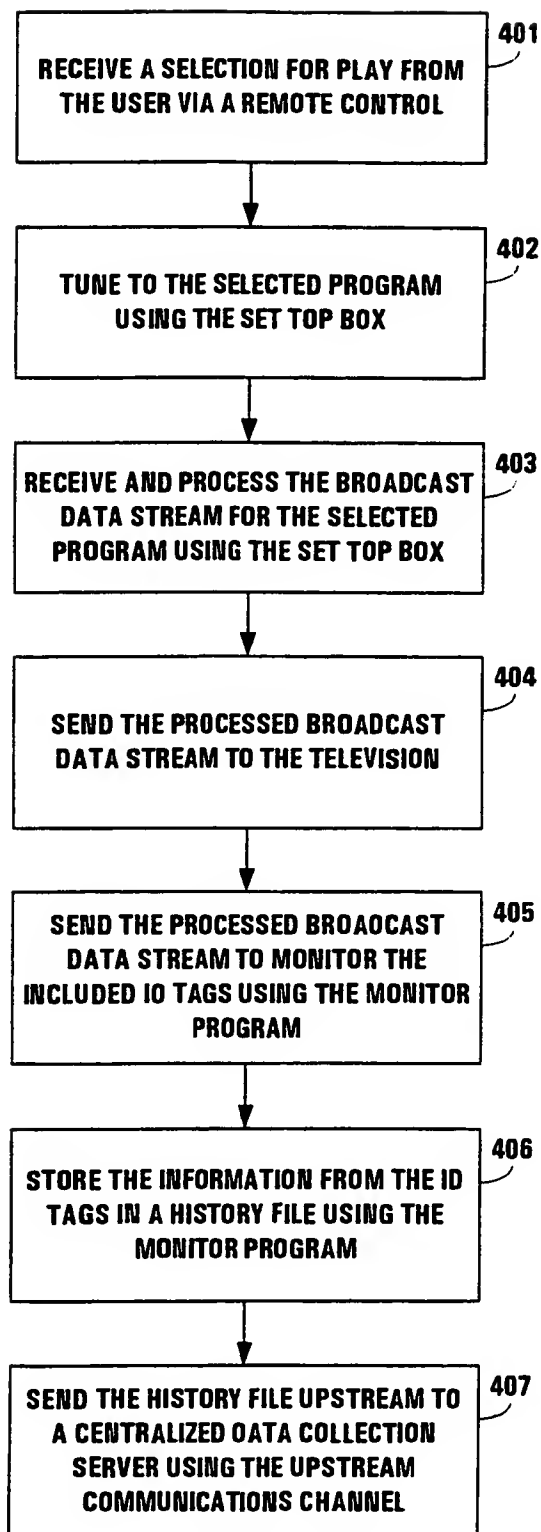 401
RECEIVE A SELECTION FOR PLAY FROM
THE USER VIA A REMOTE CONTROL
402
TUNE TO THE SELECTED PROGRAM
USING THE SET TOP BOX
403
RECEIVE AND PROCESS THE BROADCAST
DATA STREAM FOR THE SELECTED
PROGRAM USING THE SET TOP BOX
404
SEND THE PROCESSED BROADCAST
DATA STREAM TO THE TELEVISION
405
SEND THE PROCESSED BROAOCAST
DATA STREAM TO MONITOR THE
INCLUDED IO TAGS USING THE MONITOR
PROGRAM
406
STORE THE INFORMATION FROM THE ID
TAGS IN A HISTORY FILE USING THE
MONITOR PROGRAM
407
SEND THE HISTORY FILE UPSTREAM TO
A CENTRALIZED OATA COLLECTION
SERVER USING THE UPSTREAM
COMMUNICATIONS CHANNEL